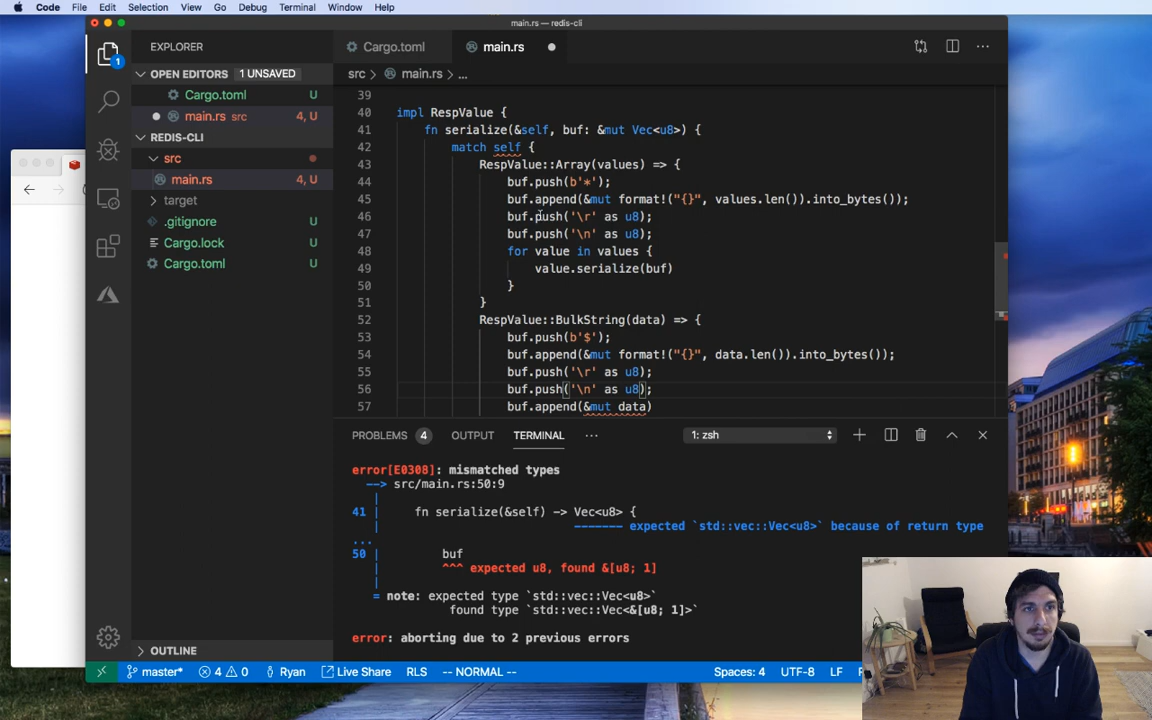 Code File Edit Selection View Go Debug Terminal Window Help
main.rs — redis-cli
EXPLORER
OPEN EDITORS 1 UNSAVED
Cargo.toml U
main.rs src 4, U
REDIS-CLI
src
main.rs 4, U
target
.gitignore U
Cargo.lock U
Cargo.toml U
OUTLINE
Cargo.toml main.rs
src > main.rs > ...
39
40 impl RespValue {
41 fn serialize(&self, buf: &mut Vec<u8>) {
42 match self {
43 RespValue::Array(values) => {
44 buf.push(b'*');
45 buf.append(&mut format!("{}", values.len()).into_bytes());
46 buf.push('\r' as u8);
47 buf.push('\n' as u8);
48 for value in values {
49 value.serialize(buf)
50 }
51 }
52 RespValue::BulkString(data) => {
53 buf.push(b'$');
54 buf.append(&mut format!("{}", data.len()).into_bytes());
55 buf.push('\r' as u8);
56 buf.push('\n' as u8);
57 buf.append(&mut data)
PROBLEMS 4 OUTPUT TERMINAL ... 1: zsh
error[E0308]: mismatched types
--> src/main.rs:50:9
|
41 | fn serialize(&self) -> Vec<u8> {
| ------- expected `std::vec::Vec<u8>` because of return type
...
50 | buf
| ^^^ expected u8, found &[u8; 1]
|
= note: expected type `std::vec::Vec<u8>`
found type `std::vec::Vec<&[u8; 1]>`
error: aborting due to 2 previous errors
master* 4 0 Ryan Live Share RLS -- NORMAL -- Spaces: 4 UTF-8 LF